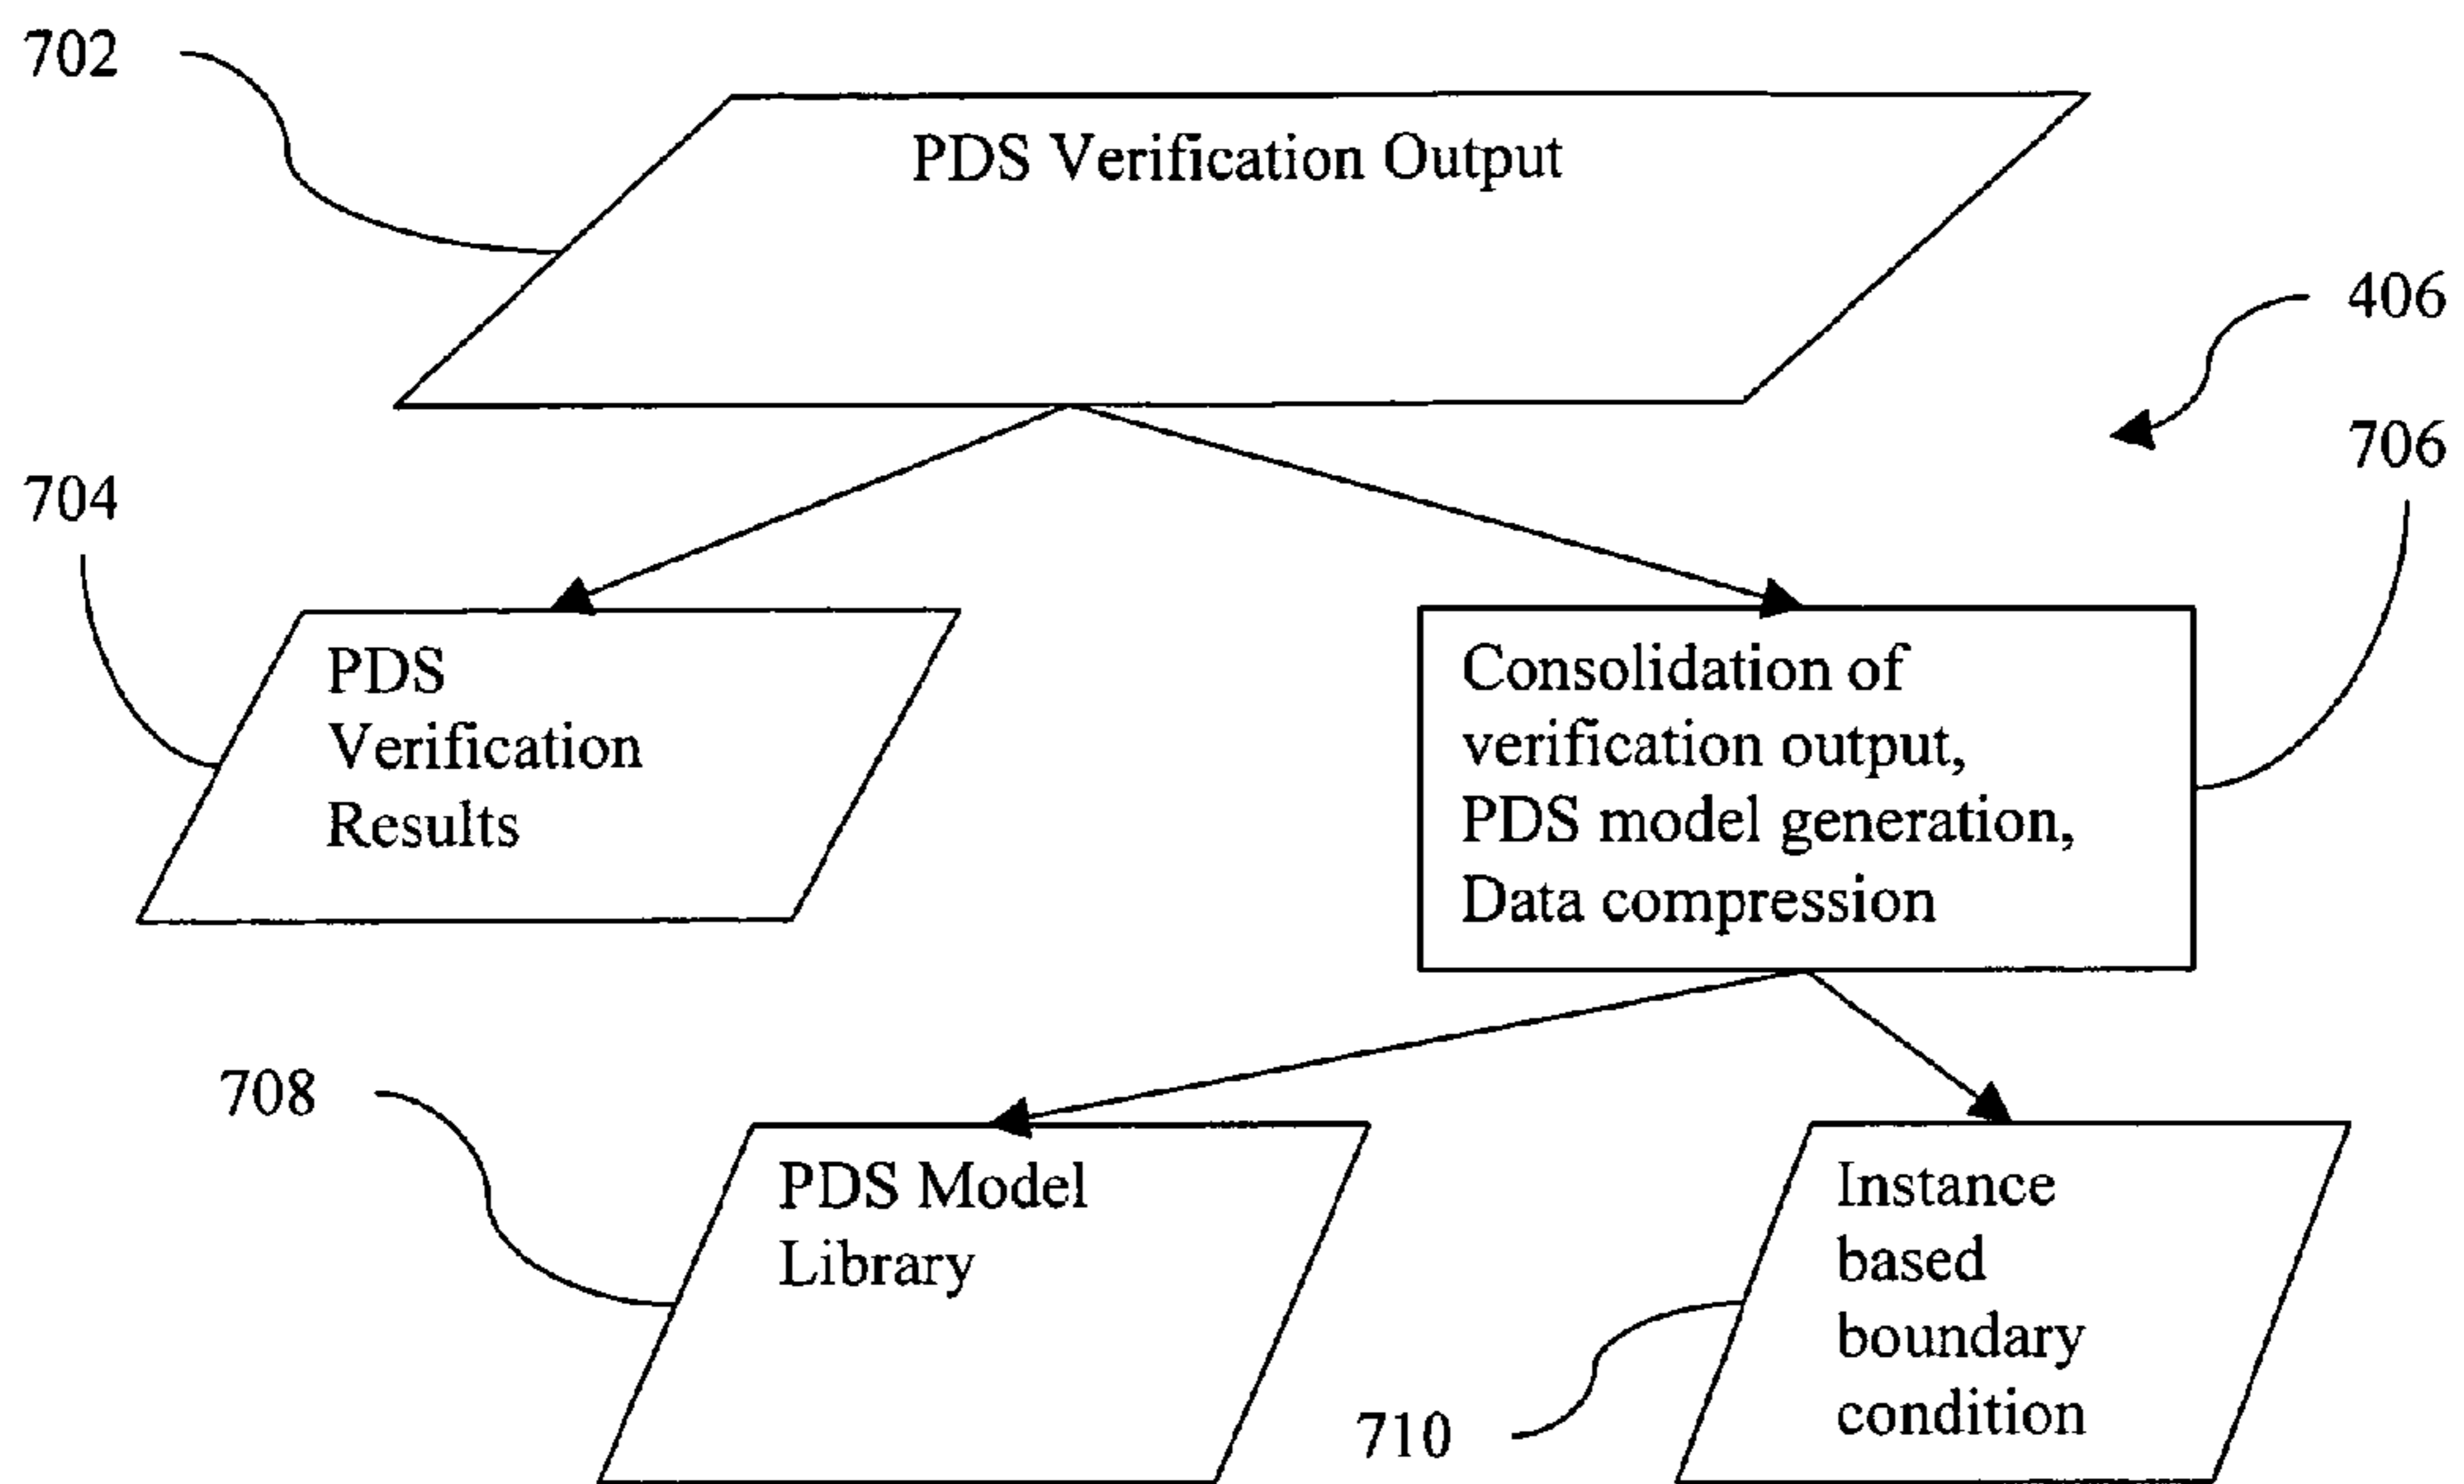 702
PDS Verification Output
406
706
704
PDS
Verification
Results
Consolidation of
verification output,
PDS model generation,
Data compression
708
PDS Model
Library
Instance
based
boundary
condition
710